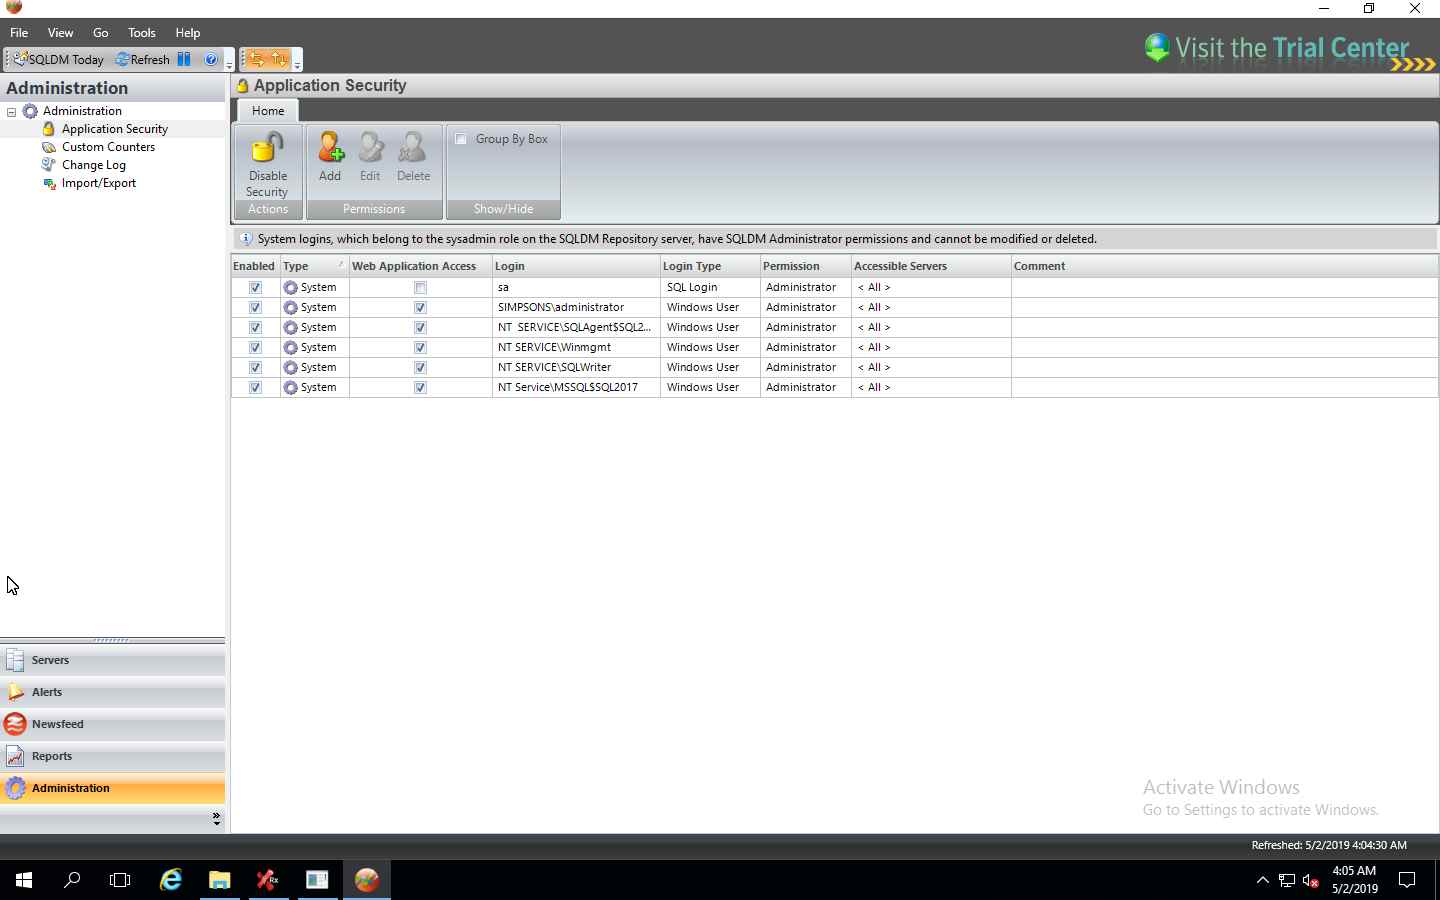 File View Go Tools Help
Visit the Trial Center
SQLDM Today Refresh
Administration
Application Security
Administration
Application Security
Custom Counters
Change Log
Import/Export
Home
Disable Security
Add
Edit
Delete
Group By Box
Actions
Permissions
Show/Hide
System logins, which belong to the sysadmin role on the SQLDM Repository server, have SQLDM Administrator permissions and cannot be modified or deleted.
Enabled Type Web Application Access Login Login Type Permission Accessible Servers Comment
System sa SQL Login Administrator < All >
System SIMPSONS\administrator Windows User Administrator < All >
System NT SERVICE\SQLAgent$SQL2... Windows User Administrator < All >
System NT SERVICE\Winmgmt Windows User Administrator < All >
System NT SERVICE\SQLWriter Windows User Administrator < All >
System NT Service\MSSQL$SQL2017 Windows User Administrator < All >
Servers
Alerts
Newsfeed
Reports
Administration
Activate Windows
Go to Settings to activate Windows.
Refreshed: 5/2/2019 4:04:30 AM
Rx
4:05 AM
5/2/2019